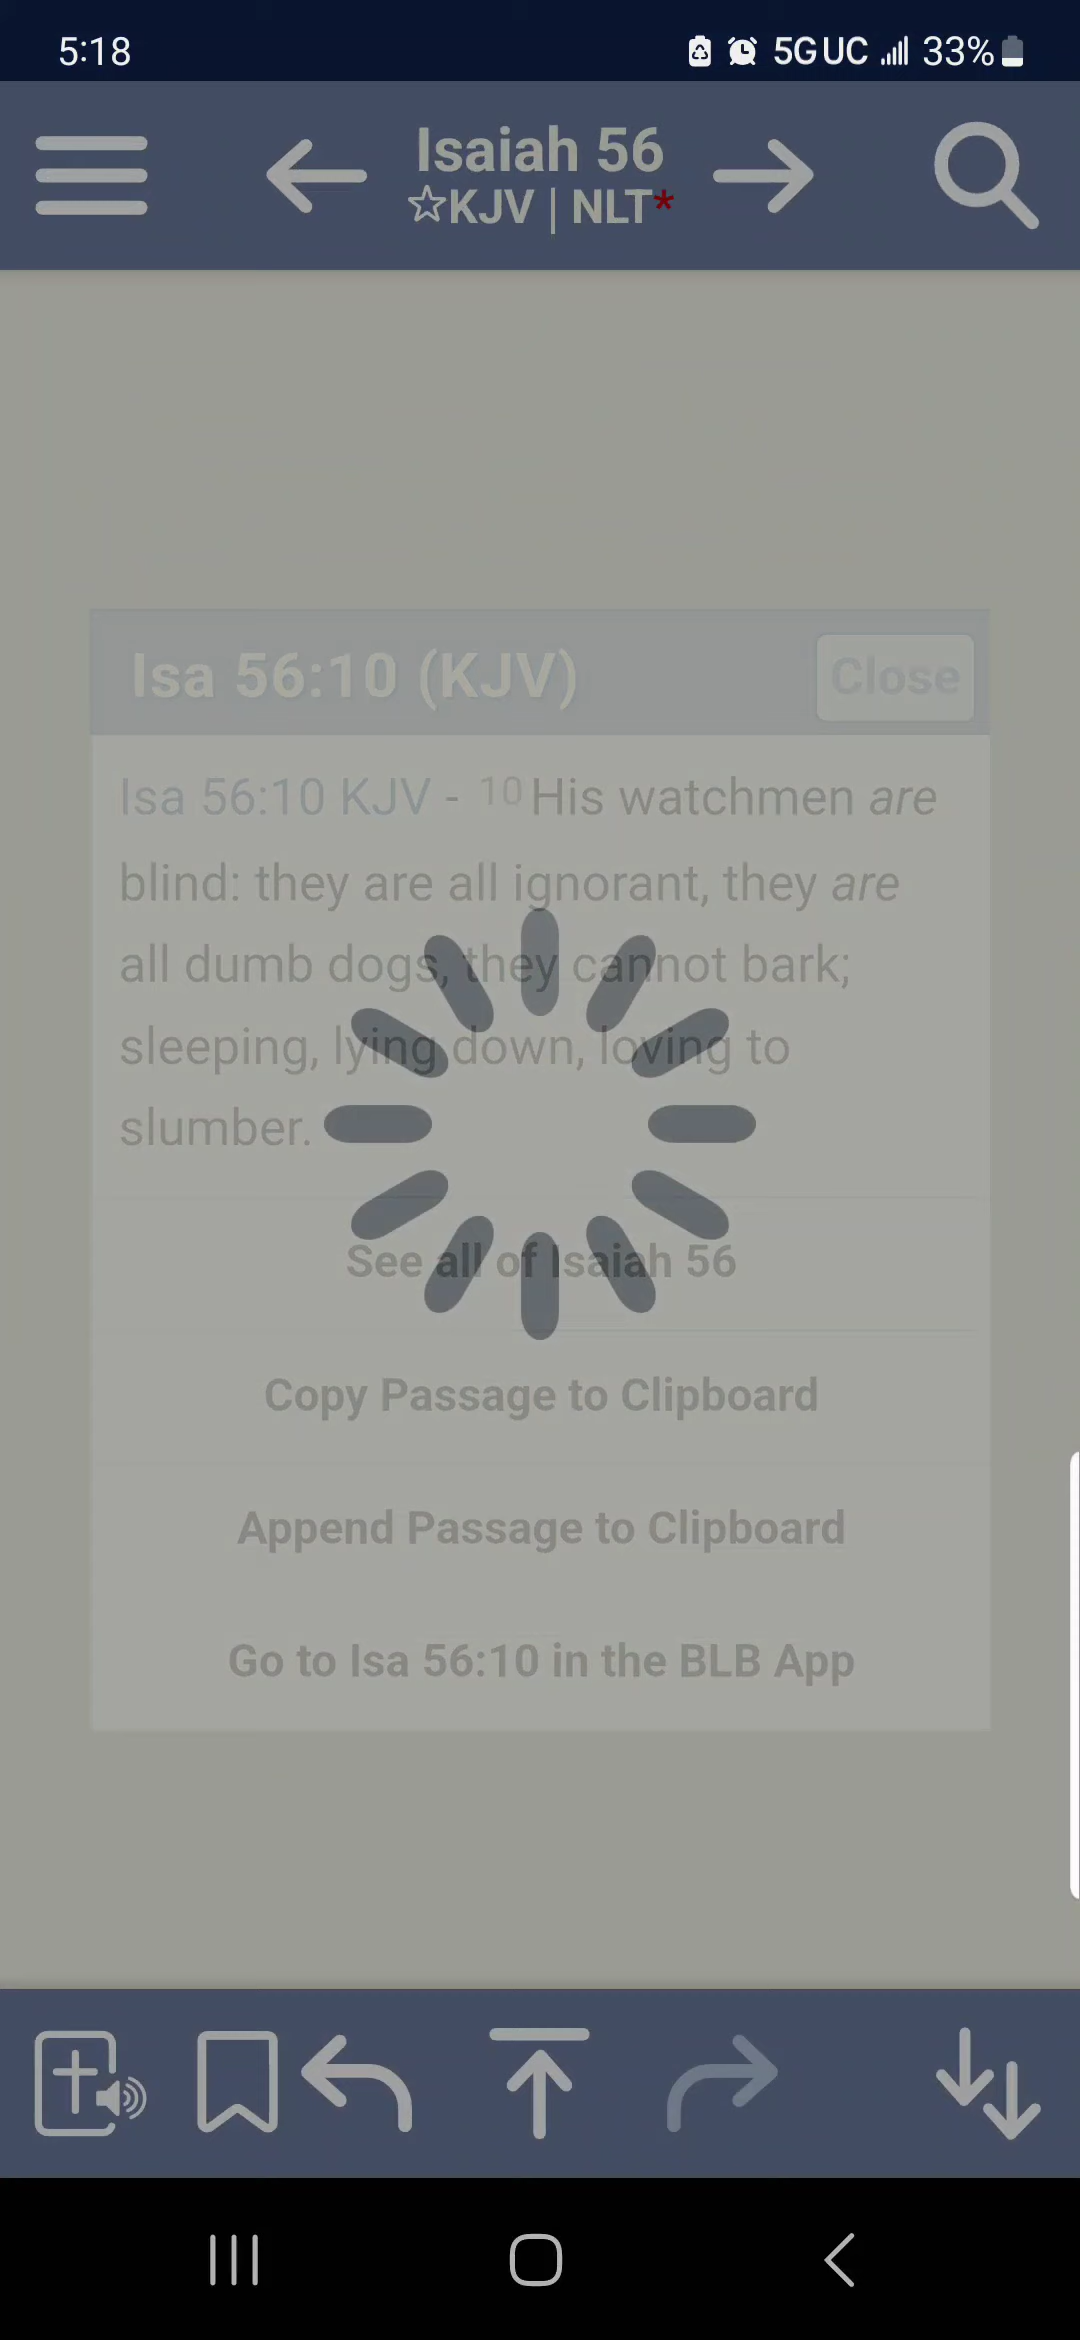 5:18 5GUC 33%
Isaiah 56
☆KJV | NLT*
Isa 56:10 (KJV) Close
Isa 56:10 KJV - 10 His watchmen are
blind: they are all ignorant, they are
all dumb dogs, they cannot bark;
sleeping, lying down, loving to
slumber.
See all of Isaiah 56
Copy Passage to Clipboard
Append Passage to Clipboard
Go to Isa 56:10 in the BLB App